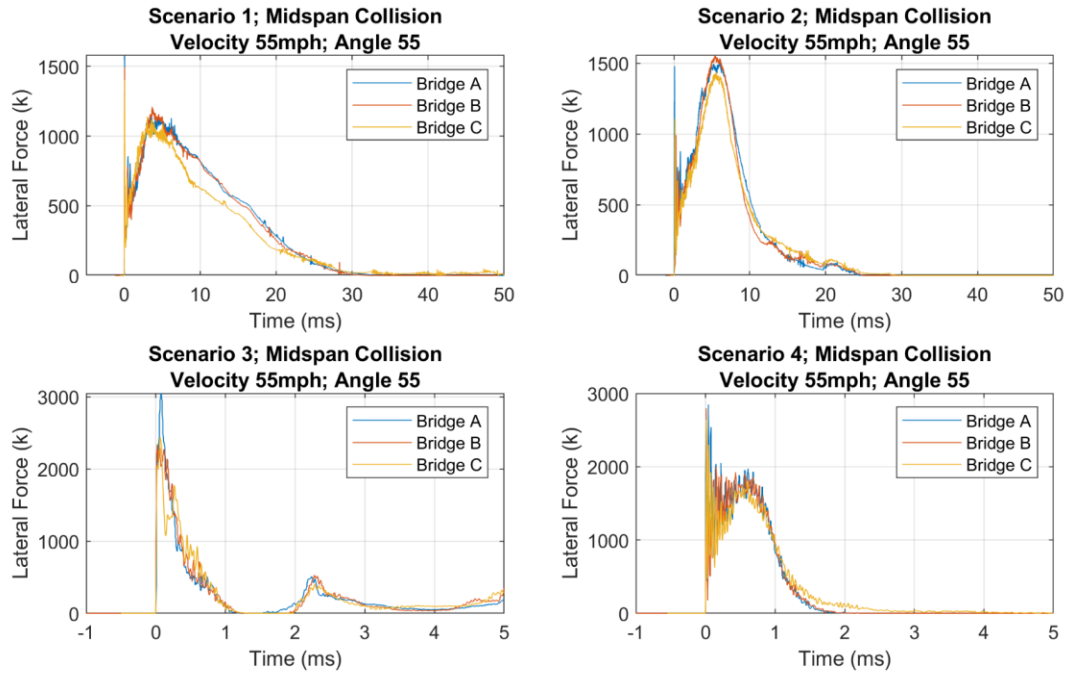 Scenario 1; Midspan Collision
Velocity 55mph; Angle 55
1500
1000
500
0
Lateral Force (k)
Bridge A
Bridge B
Bridge C
0 10 20 30 40 50
Time (ms)
Scenario 2; Midspan Collision
Velocity 55mph; Angle 55
1500
1000
500
0
Lateral Force (k)
Bridge A
Bridge B
Bridge C
0 10 20 30 40 50
Time (ms)
Scenario 3; Midspan Collision
Velocity 55mph; Angle 55
3000
2000
1000
0
Lateral Force (k)
Bridge A
Bridge B
Bridge C
-1 0 1 2 3 4 5
Time (ms)
Scenario 4; Midspan Collision
Velocity 55mph; Angle 55
3000
2000
1000
0
Lateral Force (k)
Bridge A
Bridge B
Bridge C
-1 0 1 2 3 4 5
Time (ms)